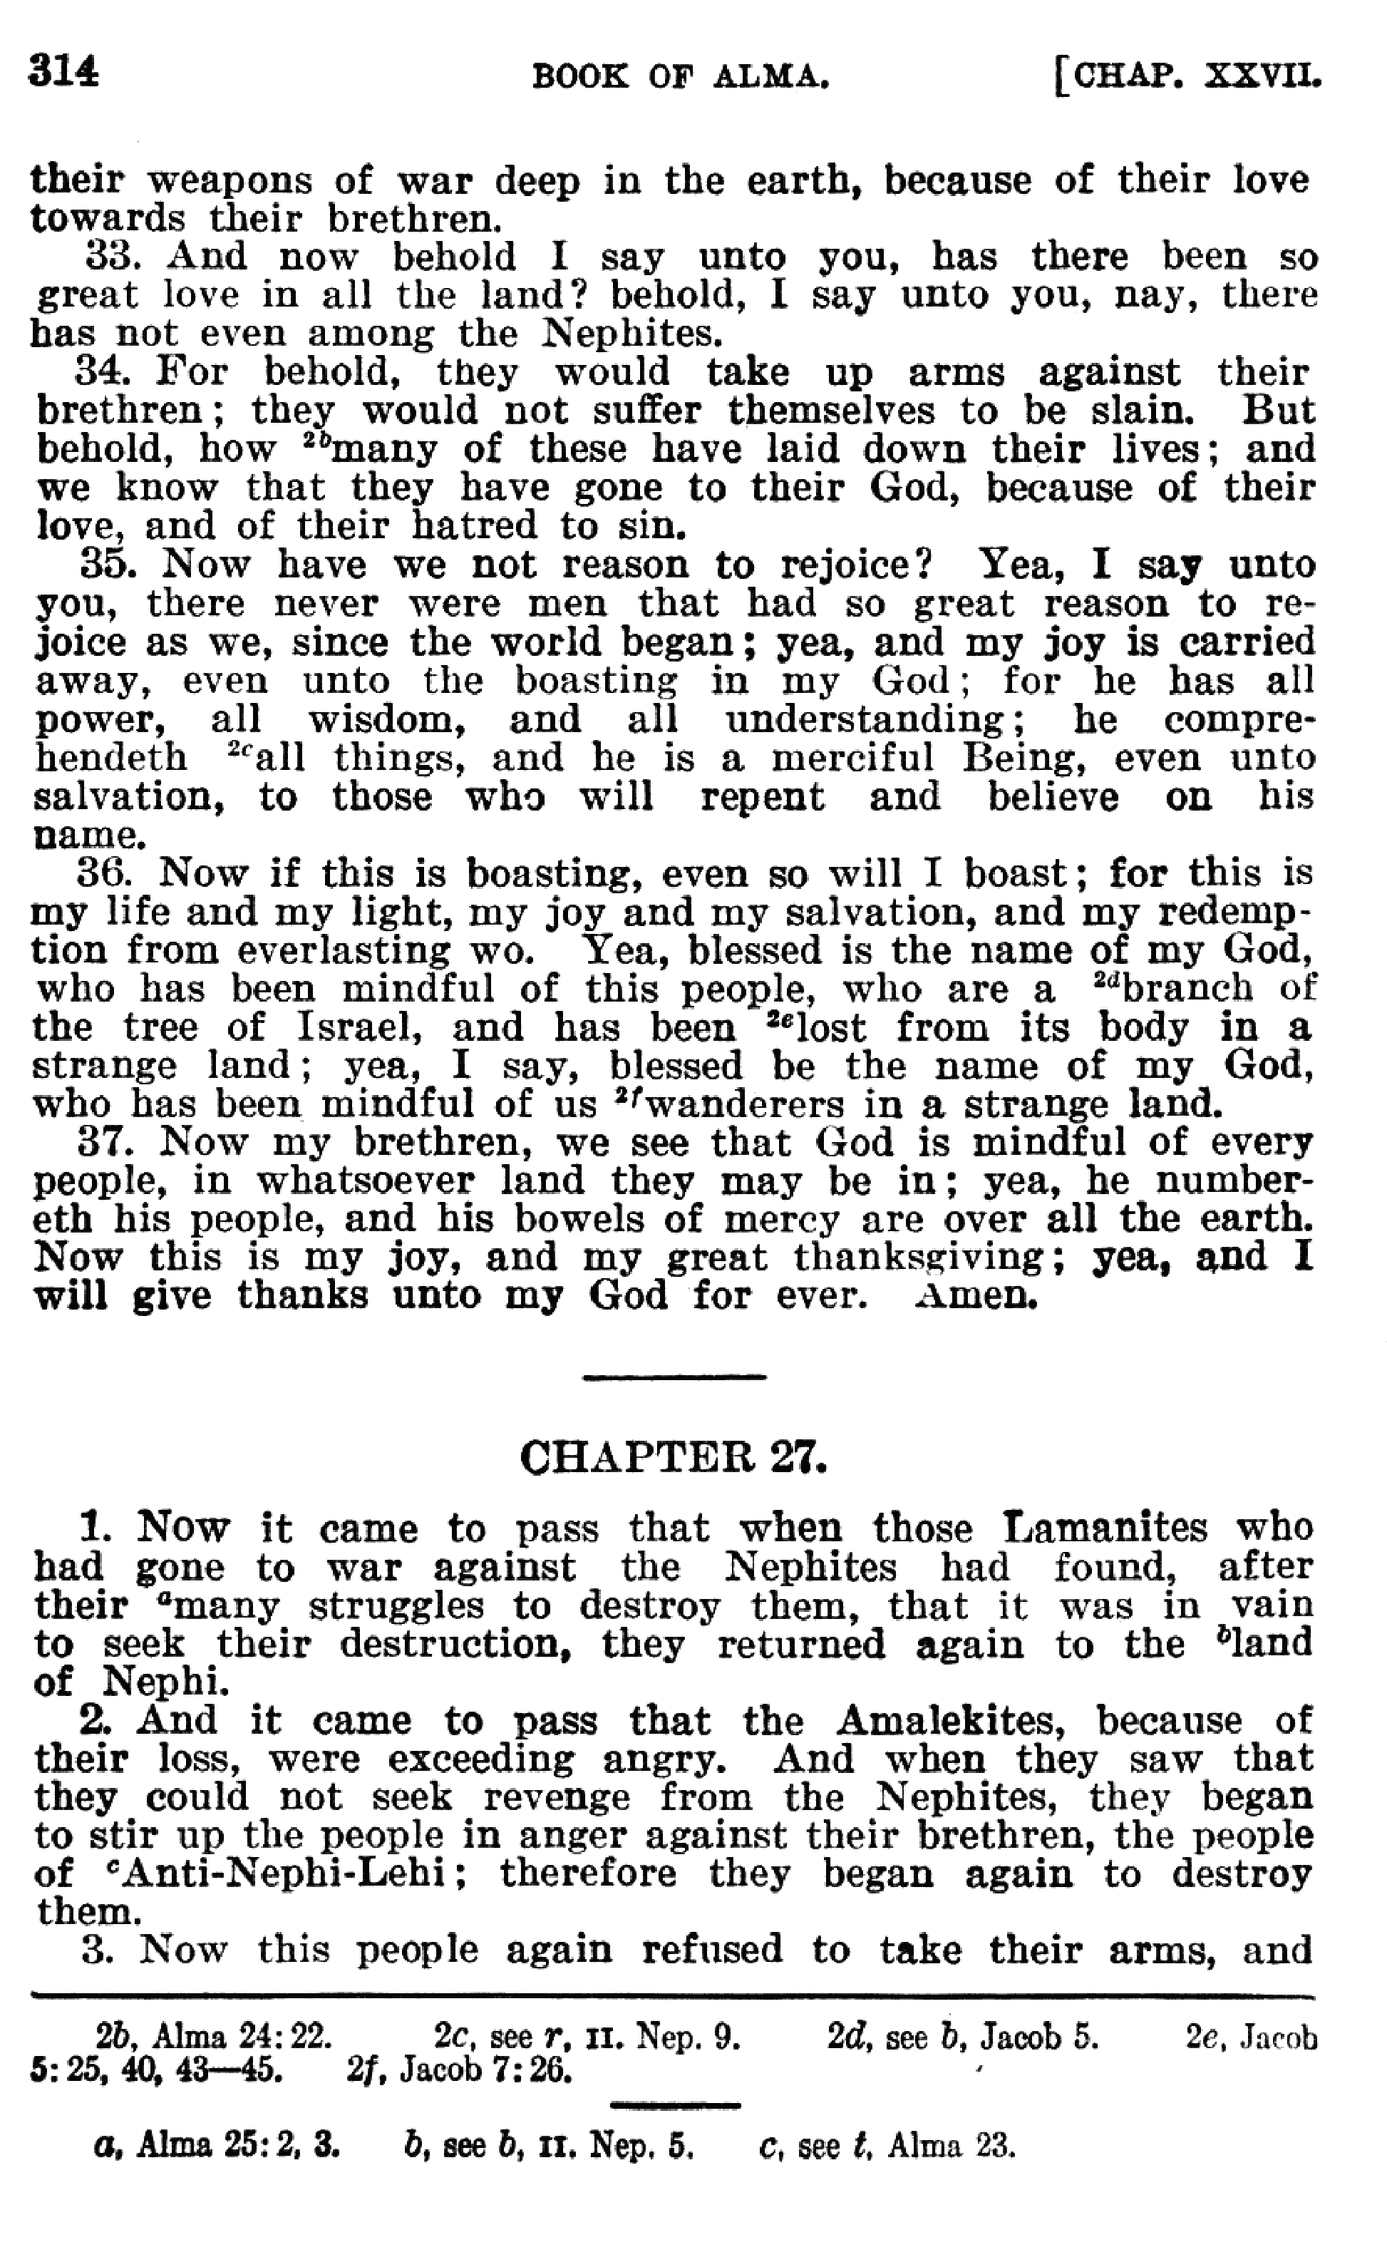 314 BOOK OF ALMA. [CHAP. XXVII.
their weapons of war deep in the earth, because of their love
towards their brethren.
33. And now behold I say unto you, has there been so
great love in all the land? behold, I say unto you, nay, there
has not even among the Nephites.
34. For behold, they would take up arms against their
brethren; they would not suffer themselves to be slain. But
behold, how 2bmany of these have laid down their lives; and
we know that they have gone to their God, because of their
love, and of their hatred to sin.
35. Now have we not reason to rejoice? Yea, I say unto
you, there never were men that had so great reason to re-
joice as we, since the world began; yea, and my joy is carried
away, even unto the boasting in my God; for he has all
power, all wisdom, and all understanding; he compre-
hendeth 2call things, and he is a merciful Being, even unto
salvation, to those who will repent and believe on his
name.
36. Now if this is boasting, even so will I boast; for this is
my life and my light, my joy and my salvation, and my redemp-
tion from everlasting wo. Yea, blessed is the name of my God,
who has been mindful of this people, who are a 2dbranch of
the tree of Israel, and has been 2elost from its body in a
strange land; yea, I say, blessed be the name of my God,
who has been mindful of us 2fwanderers in a strange land.
37. Now my brethren, we see that God is mindful of every
people, in whatsoever land they may be in; yea, he number-
eth his people, and his bowels of mercy are over all the earth.
Now this is my joy, and my great thanksgiving; yea, and I
will give thanks unto my God for ever. Amen.
CHAPTER 27.
1. Now it came to pass that when those Lamanites who
had gone to war against the Nephites had found, after
their amany struggles to destroy them, that it was in vain
to seek their destruction, they returned again to the bland
of Nephi.
2. And it came to pass that the Amalekites, because of
their loss, were exceeding angry. And when they saw that
they could not seek revenge from the Nephites, they began
to stir up the people in anger against their brethren, the people
of cAnti-Nephi-Lehi; therefore they began again to destroy
them.
3. Now this people again refused to take their arms, and
2b, Alma 24: 22. 2c, see r, II. Nep. 9. 2d, see b, Jacob 5. 2e, Jacob
5: 25, 40, 43—45. 2f, Jacob 7: 26.
a, Alma 25: 2, 3. b, see b, II. Nep. 5. c, see t, Alma 23.